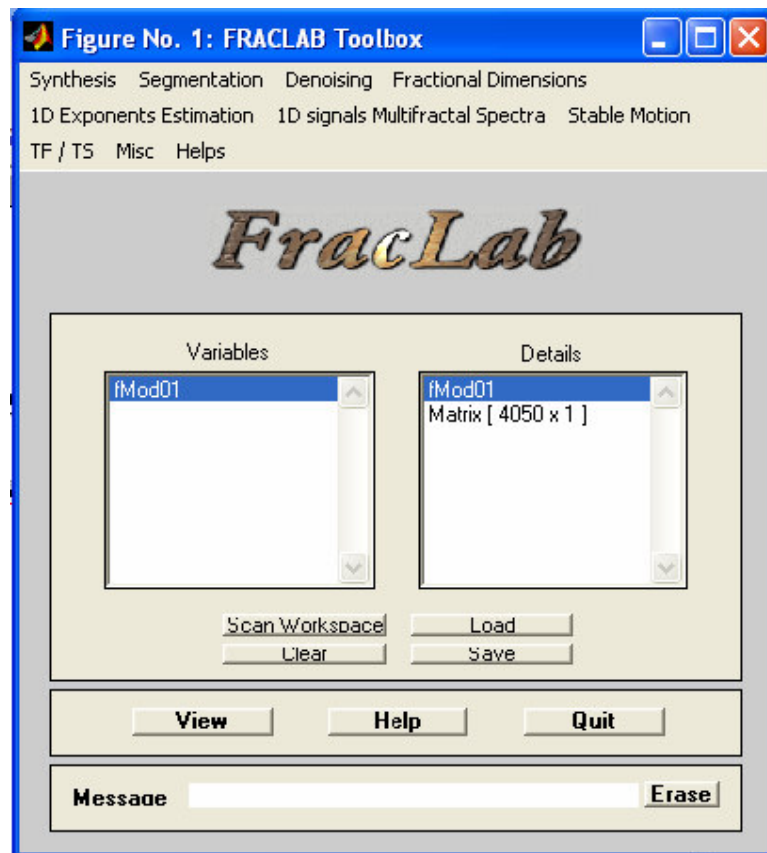 Figure No. 1: FRACLAB Toolbox
Synthesis Segmentation Denoising Fractional Dimensions
1D Exponents Estimation 1D signals Multifractal Spectra Stable Motion
TF / TS Misc Helps
FracLab
Variables Details
fMod01 fMod01
Matrix [ 4050 x 1 ]
Scan Workspace Load
Clear Save
View Help Quit
Message Erase